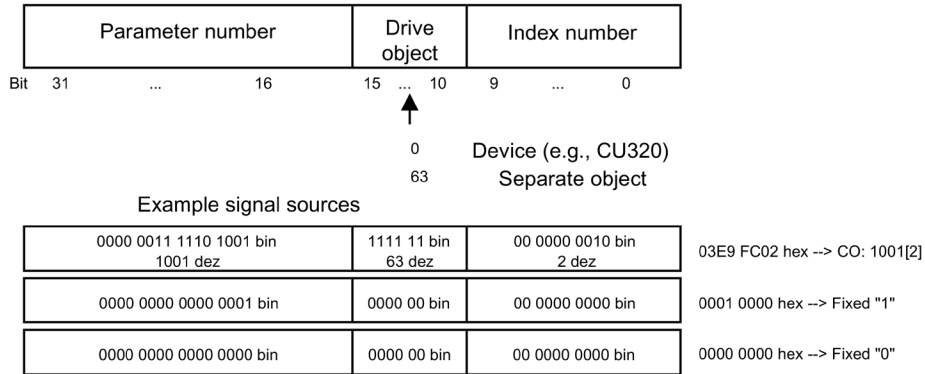 Parameter number Drive object Index number
Bit 31 ... 16 15 ... 10 9 ... 0
0 Device (e.g., CU320)
63 Separate object
Example signal sources
0000 0011 1110 1001 bin 1111 11 bin 00 0000 0010 bin
1001 dez 63 dez 2 dez
03E9 FC02 hex --> CO: 1001[2]
0000 0000 0000 0001 bin 0000 00 bin 00 0000 0000 bin 0001 0000 hex --> Fixed "1"
0000 0000 0000 0000 bin 0000 00 bin 00 0000 0000 bin 0000 0000 hex --> Fixed "0"